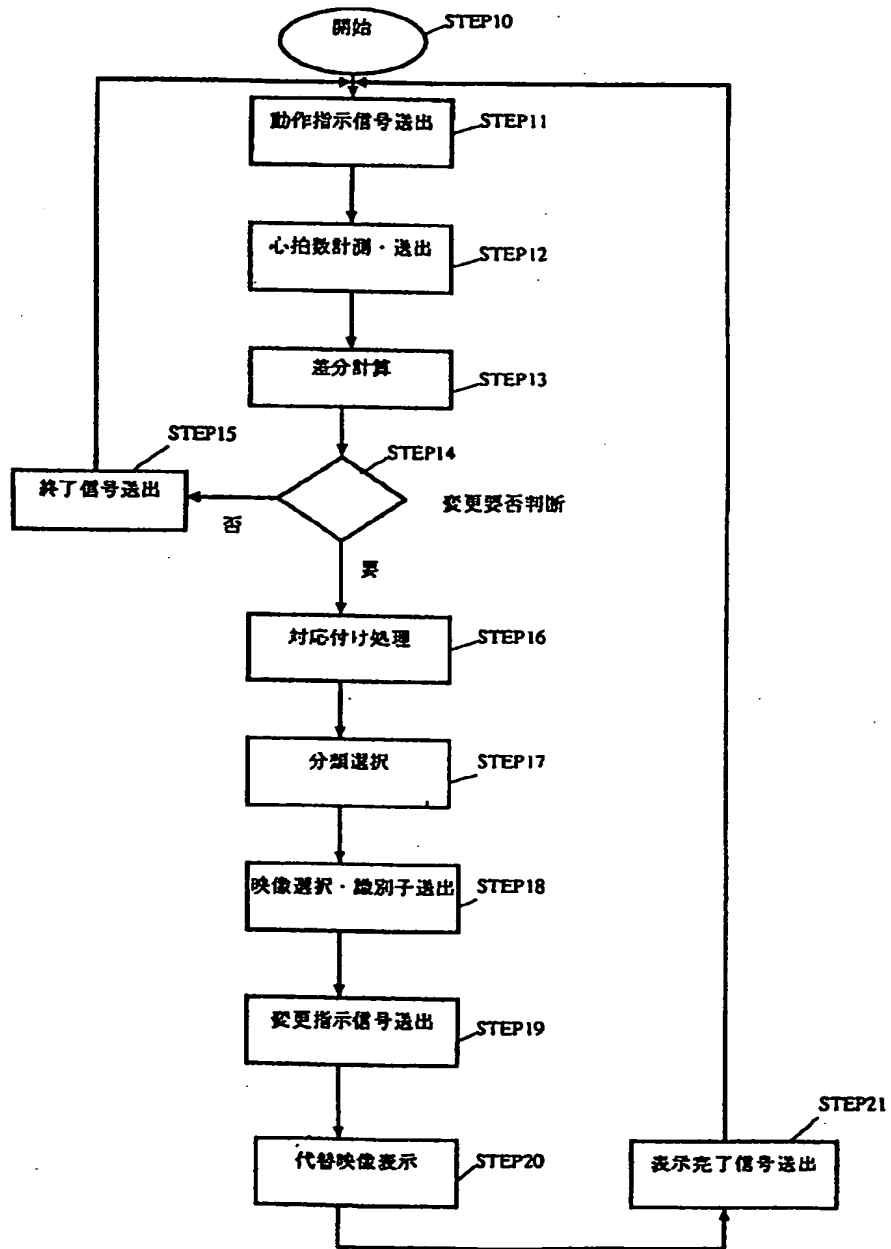 開始
STEP10
動作指示信号送出
STEP11
心拍数計測・送出
STEP12
差分計算
STEP13
STEP15
STEP14
終了信号送出
変更要否判断
否
要
対応付け処理
STEP16
分類選択
STEP17
映像選択・識別子送出
STEP18
変更指示信号送出
STEP19
STEP21
代替映像表示
STEP20
表示完了信号送出